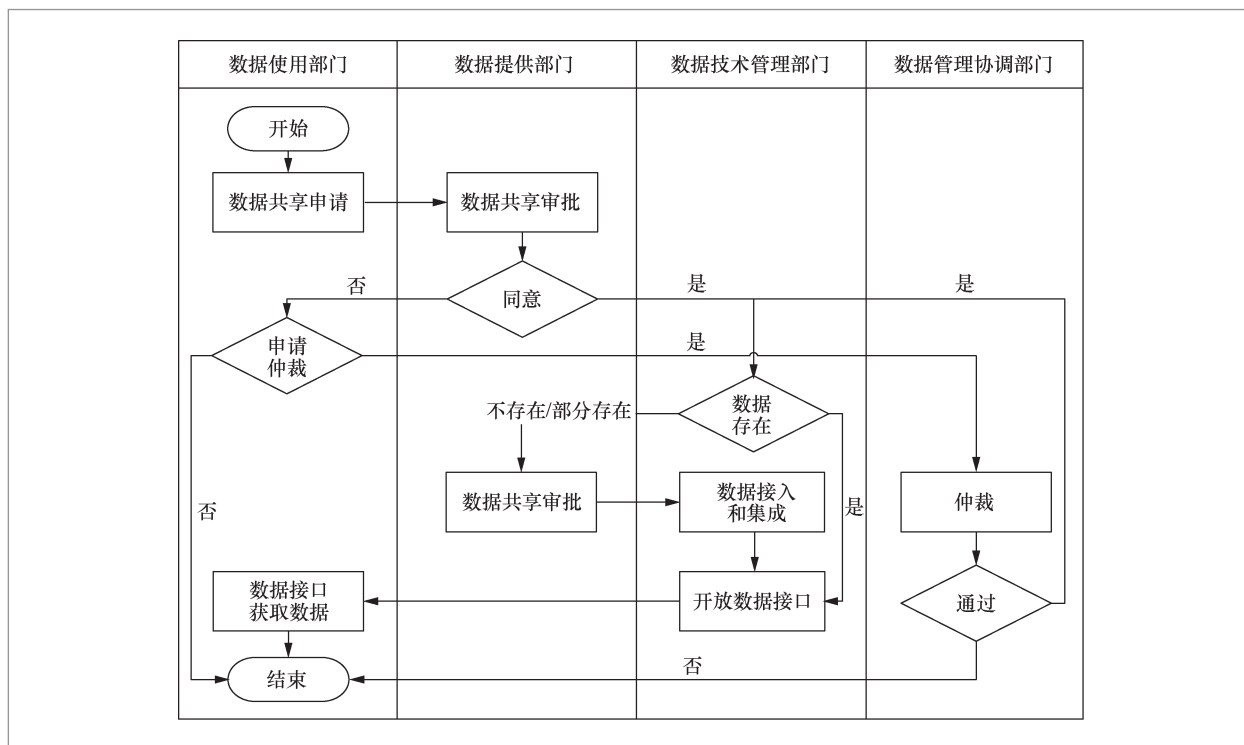 数据使用部门
数据提供部门
数据技术管理部门
数据管理协调部门
开始
数据共享申请
数据共享审批
同意
否
是
是
申请
仲裁
是
数据
存在
不存在/部分存在
数据共享审批
数据接入
和集成
是
仲裁
否
数据接口
获取数据
开放数据接口
通过
否
结束